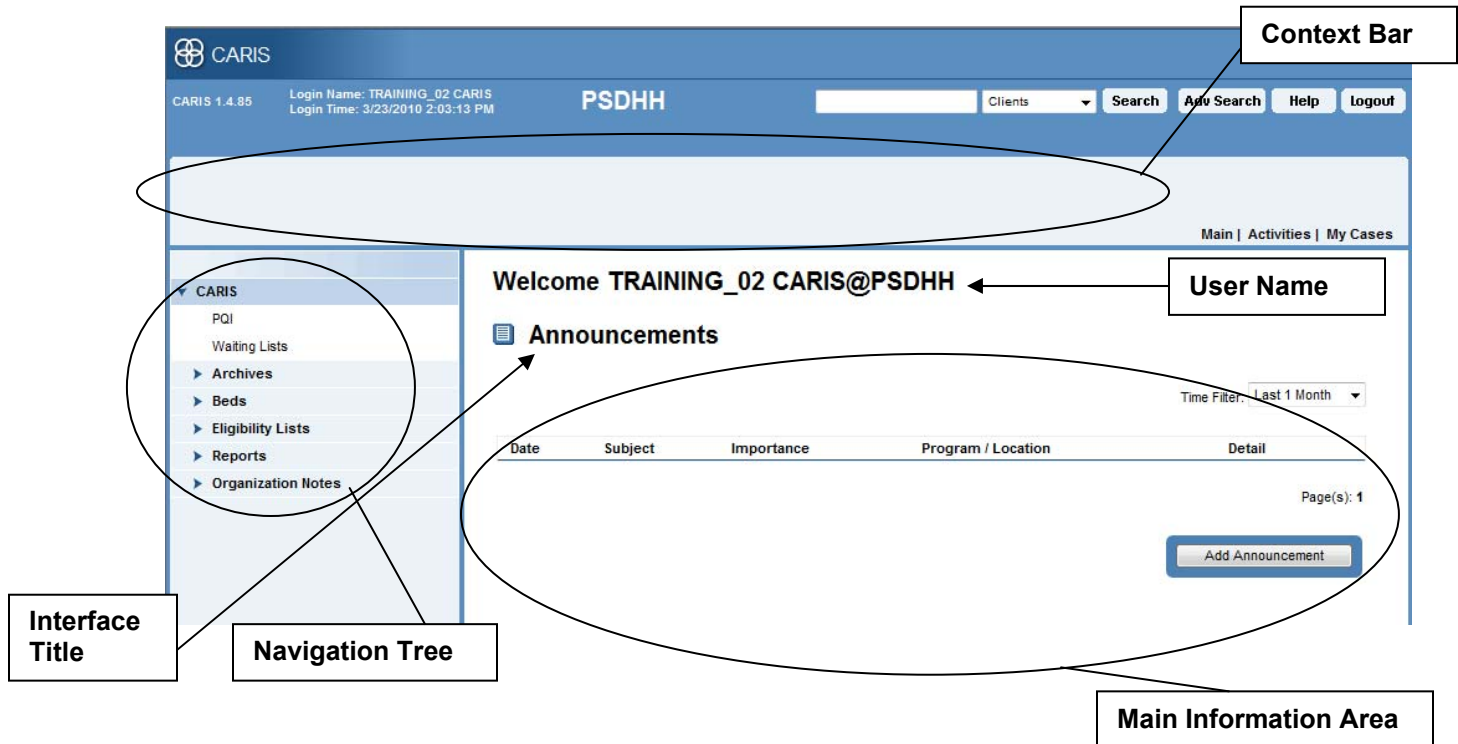 Context Bar
CARIS
CARIS 1.4.85
Login Name: TRAINING_02 CARIS
Login Time: 3/23/2010 2:03:13 PM
PSDHH
Clients
Search
Adv Search
Help
Logout
Main | Activities | My Cases
CARIS
PQI
Waiting Lists
Archives
Beds
Eligibility Lists
Reports
Organization Notes
Welcome TRAINING_02 CARIS@PSDHH
User Name
Announcements
Time Filter: Last 1 Month
Date Subject Importance Program / Location Detail
Page(s): 1
Add Announcement
Interface
Title
Navigation Tree
Main Information Area